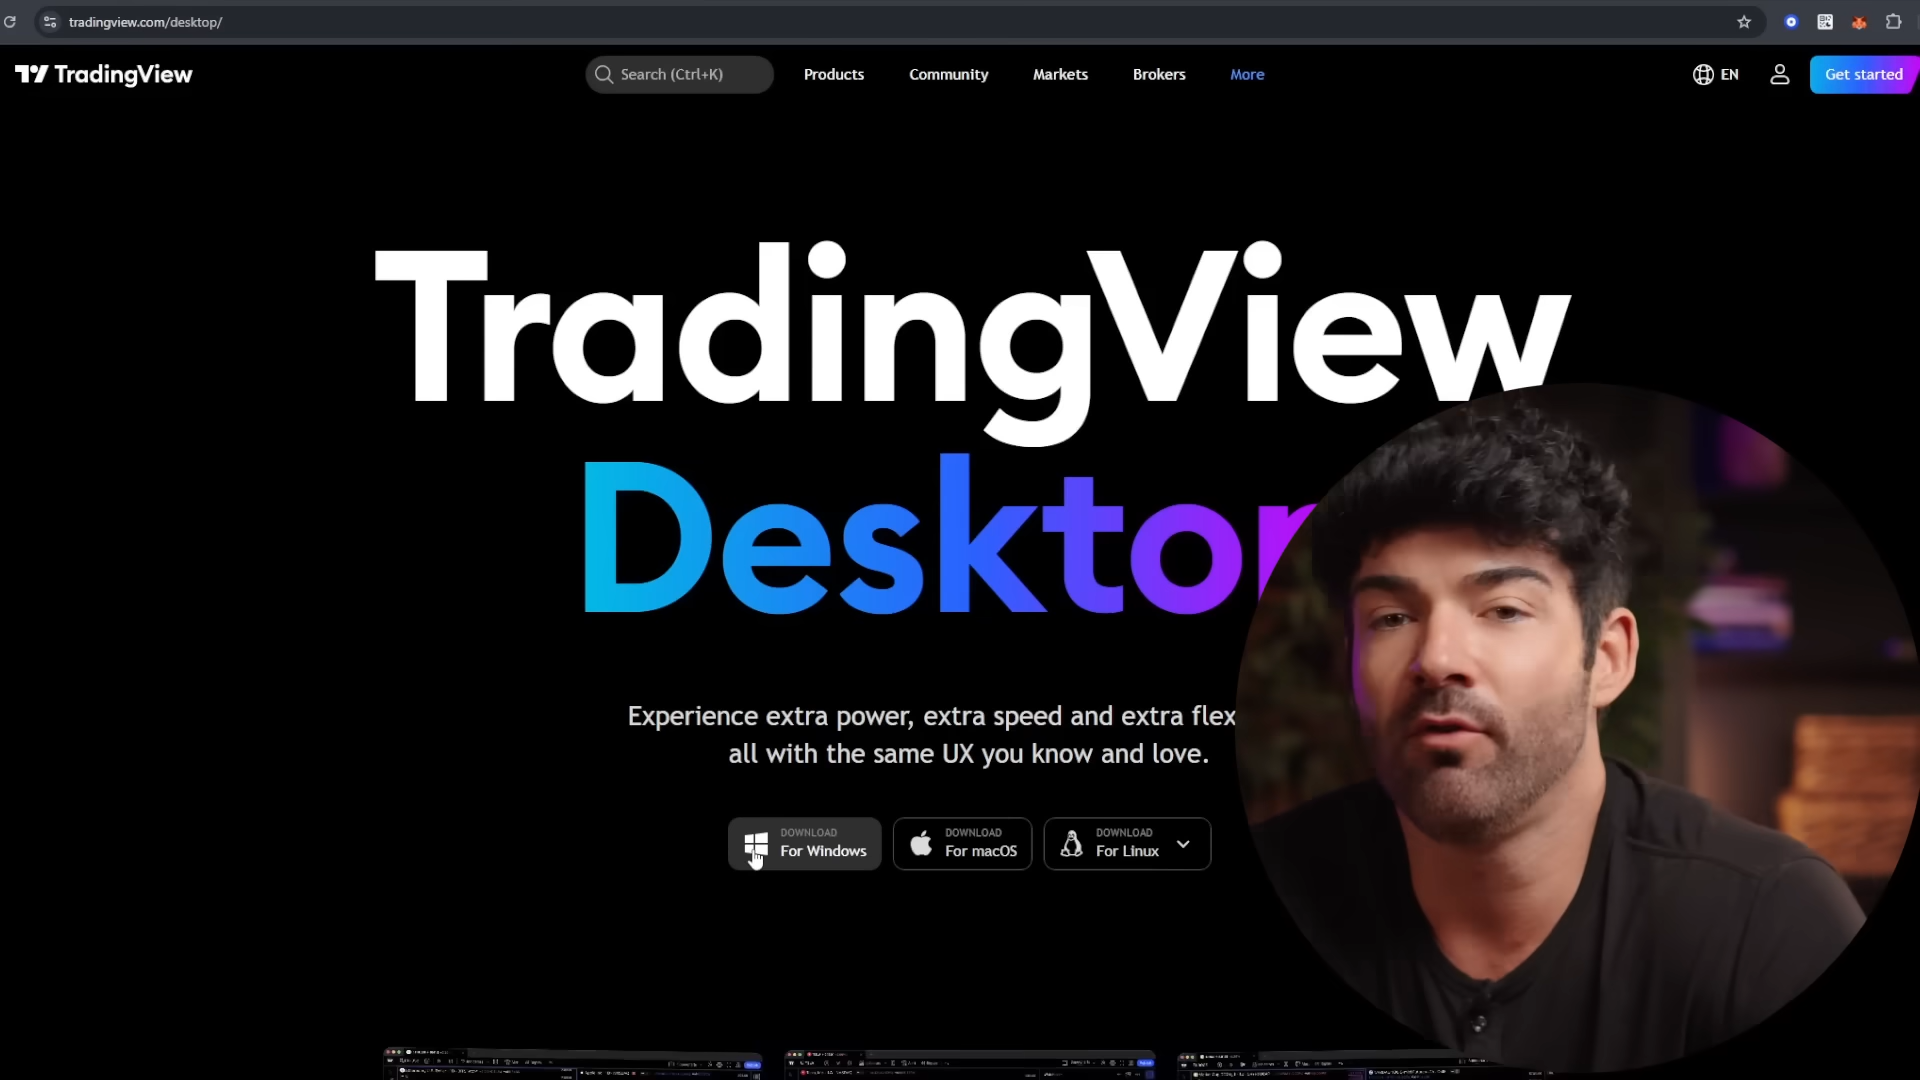 tradingview.com/desktop/
TradingView
Search (Ctrl+K)
Products
Community
Markets
Brokers
More
EN
Get started
TradingView
Desktop
Experience extra power, extra speed and extra flex
all with the same UX you know and love.
DOWNLOAD
For Windows
DOWNLOAD
For macOS
DOWNLOAD
For Linux